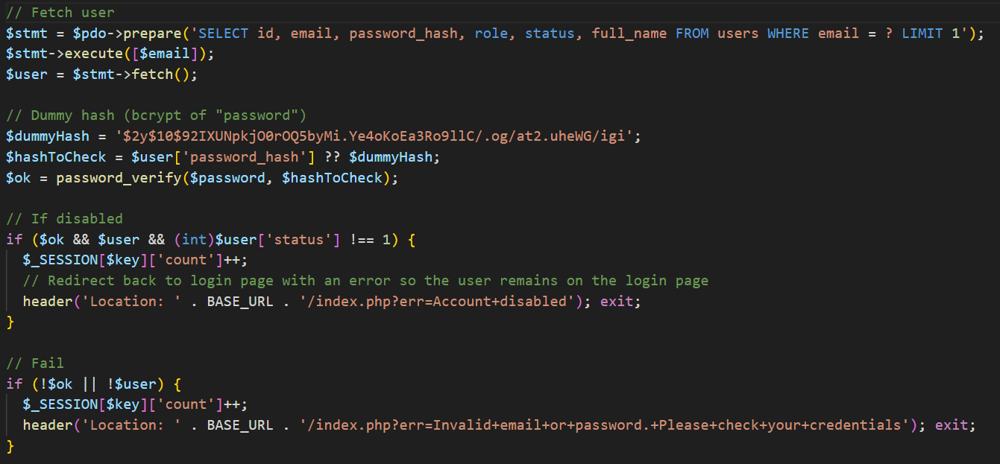 // Fetch user
$stmt = $pdo->prepare('SELECT id, email, password_hash, role, status, full_name FROM users WHERE email = ? LIMIT 1');
$stmt->execute([$email]);
$user = $stmt->fetch();

// Dummy hash (bcrypt of "password")
$dummyHash = '$2y$10$92IXUNpkjO0rOQ5byMi.Ye4oKoEa3Ro9llC/.og/at2.uheWG/igi';
$hashToCheck = $user['password_hash'] ?? $dummyHash;
$ok = password_verify($password, $hashToCheck);

// If disabled
if ($ok && $user && (int)$user['status'] !== 1) {
  $_SESSION[$key]['count']++;
  // Redirect back to login page with an error so the user remains on the login page
  header('Location: ' . BASE_URL . '/index.php?err=Account+disabled'); exit;
}

// Fail
if (!$ok || !$user) {
  $_SESSION[$key]['count']++;
  header('Location: ' . BASE_URL . '/index.php?err=Invalid+email+or+password.+Please+check+your+credentials'); exit;
}